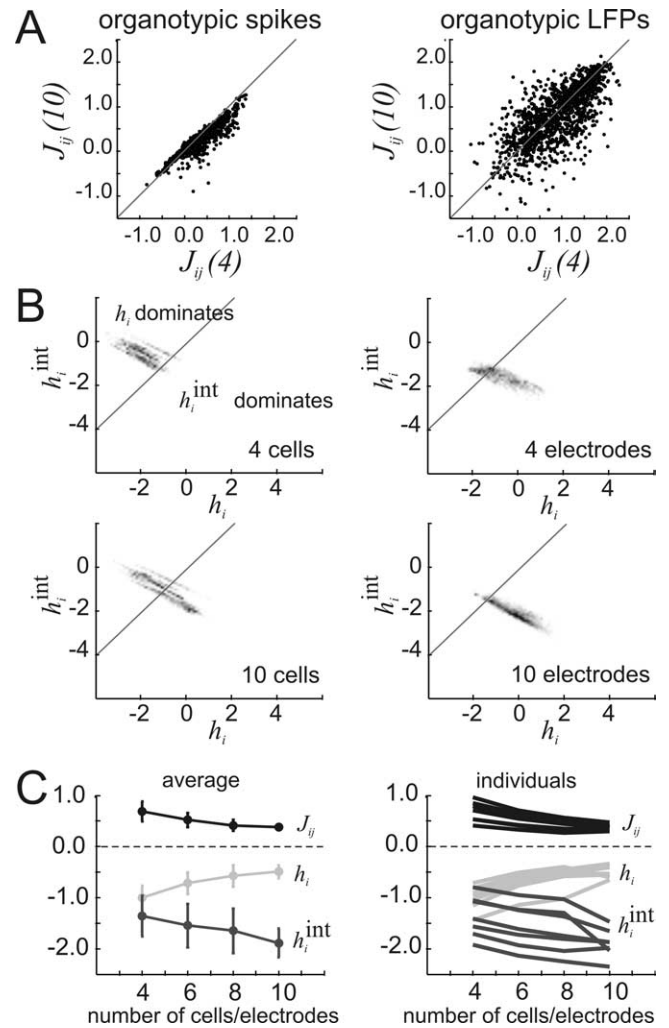 A
organotypic spikes
organotypic LFPs
J_ij (10)
2.0
1.0
0.0
-1.0
-1.0 0.0 1.0 2.0
J_ij (4)
J_ij (10)
2.0
1.0
0.0
-1.0
-1.0 0.0 1.0 2.0
J_ij (4)
B
h_i dominates
h_i^int dominates
4 cells
h_i^int
0
-2
-4
-2 0 2 4
h_i
4 electrodes
h_i^int
0
-2
-4
-2 0 2 4
h_i
10 cells
h_i^int
0
-2
-4
-2 0 2 4
h_i
10 electrodes
h_i^int
0
-2
-4
-2 0 2 4
h_i
C
average
1.0
0.0
-1.0
-2.0
J_ij
h_i
h_i^int
4 6 8 10
number of cells/electrodes
individuals
1.0
0.0
-1.0
-2.0
J_ij
h_i
h_i^int
4 6 8 10
number of cells/electrodes